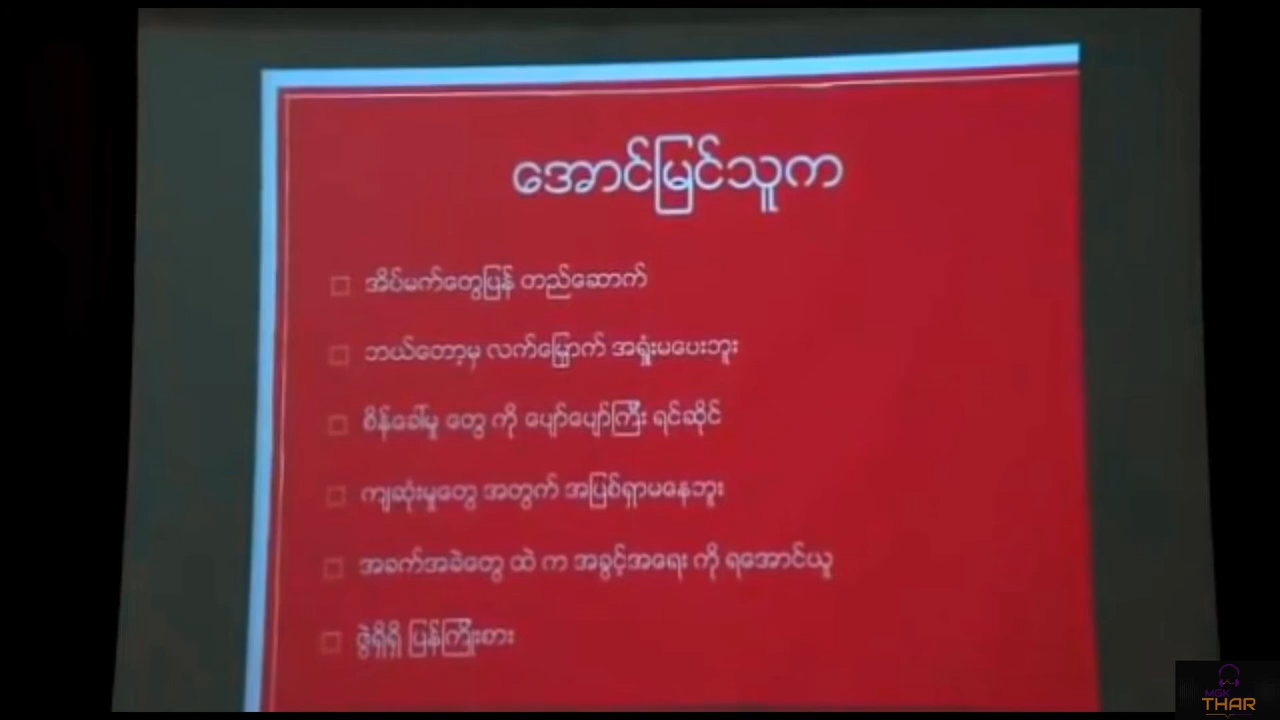 အောင်မြင်သူက
□ အိပ်မက်တွေပြန် တည်ဆောက်
□ ဘယ်တော့မှ လက်မြှောက် အရှုံးမပေးဘူး
□ စိန်ခေါ်မှု တွေ ကို ပျော်ပျော်ကြီး ရင်ဆိုင်
□ ကျဆုံးမှုတွေ အတွက် အပြစ်ရှာမနေဘူး
□ အခက်အခဲတွေ ထဲ က အခွင့်အရေး ကို ရအောင်ယူ
□ ဇွဲရှိရှိ ပြန်ကြိုးစား
MGK
THAR